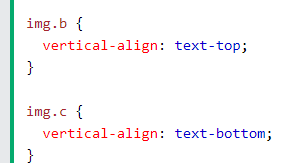 img.b {
  vertical-align: text-top;
}

img.c {
  vertical-align: text-bottom;
}